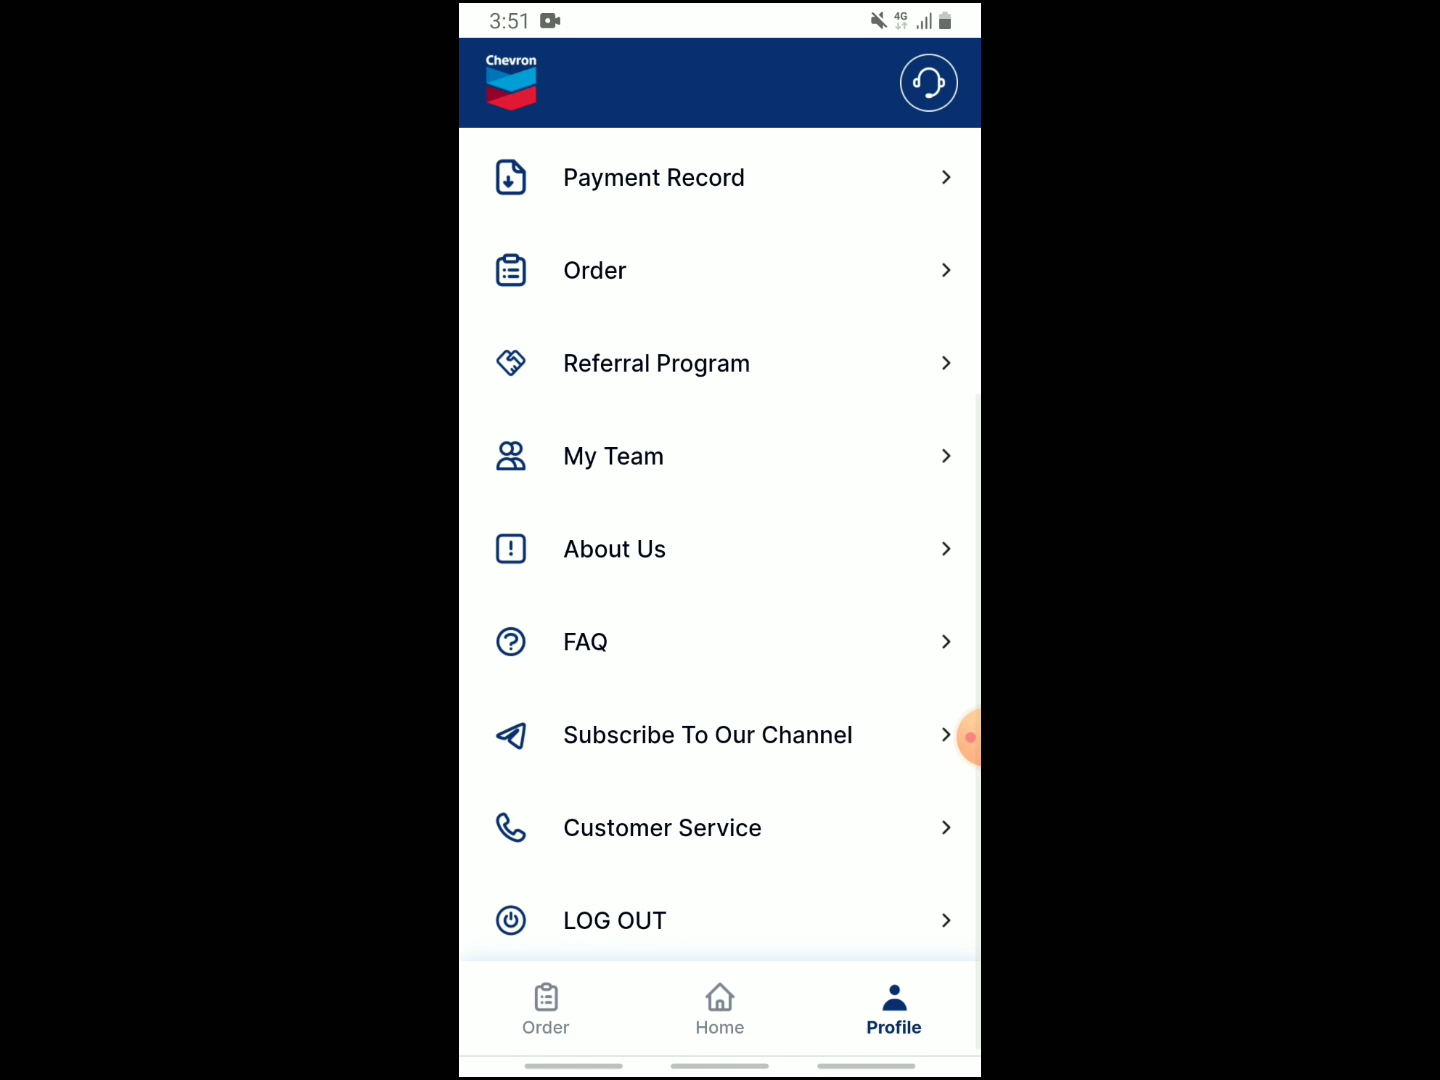 3:51
4G
Chevron
Payment Record
Order
Referral Program
My Team
About Us
FAQ
Subscribe To Our Channel
Customer Service
LOG OUT
Order
Home
Profile